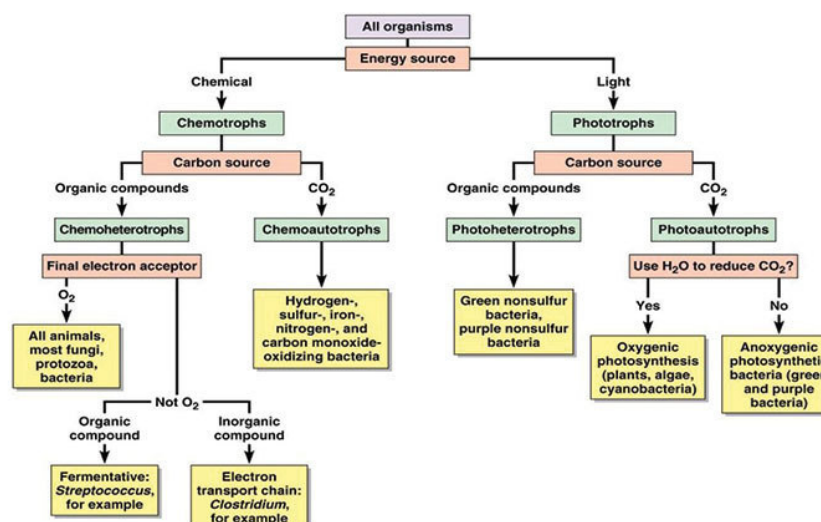 All organisms
Energy source
Chemical
Light
Chemotrophs
Phototrophs
Carbon source
Carbon source
Organic compounds
CO₂
Organic compounds
CO₂
Chemoheterotrophs
Chemoautotrophs
Photoheterotrophs
Photoautotrophs
Final electron acceptor
Use H₂O to reduce CO₂?
O₂
Yes
No
All animals,
most fungi,
protozoa,
bacteria
Hydrogen-,
sulfur-, iron-,
nitrogen-, and
carbon monoxide-
oxidizing bacteria
Green nonsulfur
bacteria,
purple nonsulfur
bacteria
Oxygenic
photosynthesis
(plants, algae,
cyanobacteria)
Anoxygenic
photosynthetic
bacteria (green
and purple
bacteria)
Not O₂
Organic
compound
Inorganic
compound
Fermentative:
Streptococcus,
for example
Electron
transport chain:
Clostridium,
for example